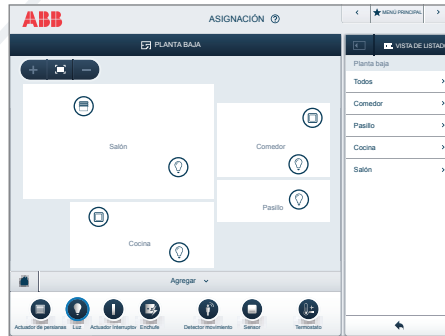 ABB
ASIGNACIÓN
MENÚ PRINCIPAL
PLANTA BAJA
VISTA DE LISTADO
Planta baja
Todos
Comedor
Pasillo
Cocina
Salón
Salón
Comedor
Pasillo
Cocina
Agregar
Actuador de persianas
Luz
Actuador Interruptor
Enchufe
Detector movimiento
Sensor
Termostato